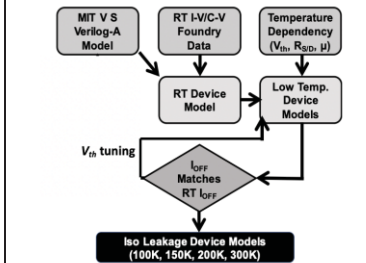 MIT V S
Verilog-A
Model
RT I-V/C-V
Foundry
Data
Temperature
Dependency
(Vth, RS/D, μ)
RT Device
Model
Low Temp.
Device
Models
Vth tuning
IOFF
Matches
RT IOFF
Iso Leakage Device Models
(100K, 150K, 200K, 300K)